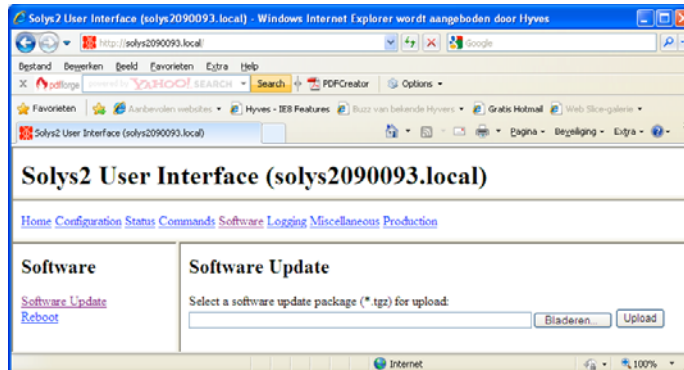 Solys2 User Interface (solys2090093.local) - Windows Internet Explorer wordt aangeboden door Hyves
http://solys2090093.local/ Google
Bestand Bewerken Beeld Favorieten Extra Help
X pdfforge powered by YAHOO! SEARCH Search PDFCreator Options
Favorieten Aanbevolen websites Hyves - IE8 Features Buzz van bekende Hyvers Gratis Hotmail Web Slice-galerie
Solys2 User Interface (solys2090093.local) Pagina Beveiliging Extra
Solys2 User Interface (solys2090093.local)
Home Configuration Status Commands Software Logging Miscellaneous Production
Software
Software Update
Reboot
Software Update
Select a software update package (*.tgz) for upload:
Bladeren... Upload
Internet 100%